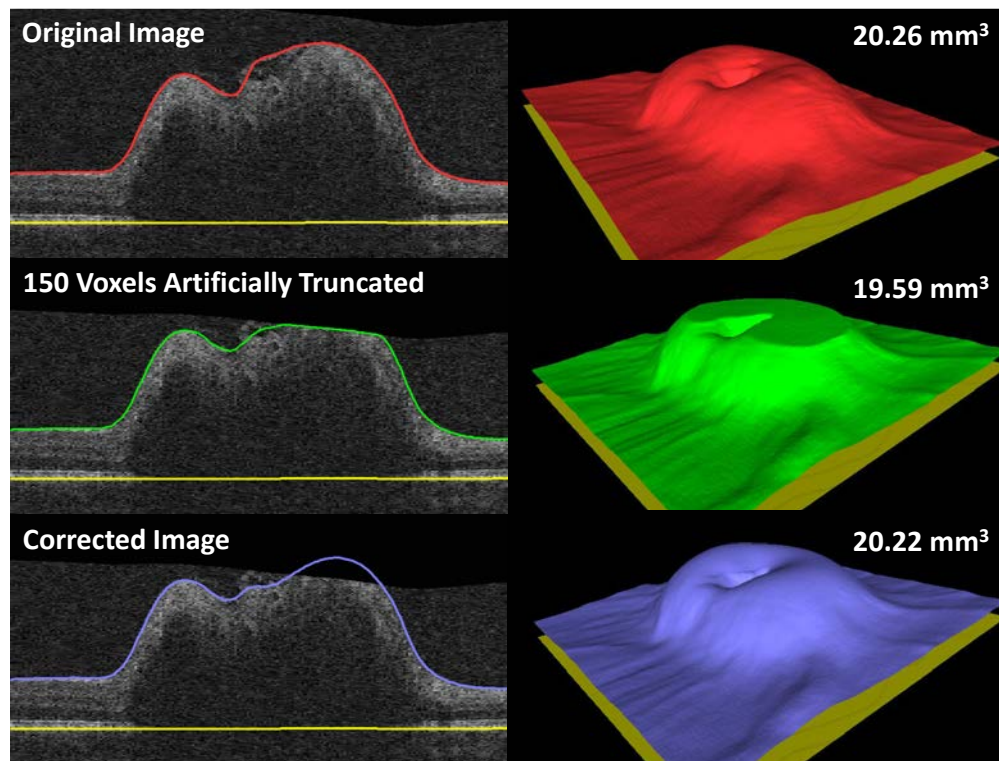 Original Image
20.26 mm³
150 Voxels Artificially Truncated
19.59 mm³
Corrected Image
20.22 mm³